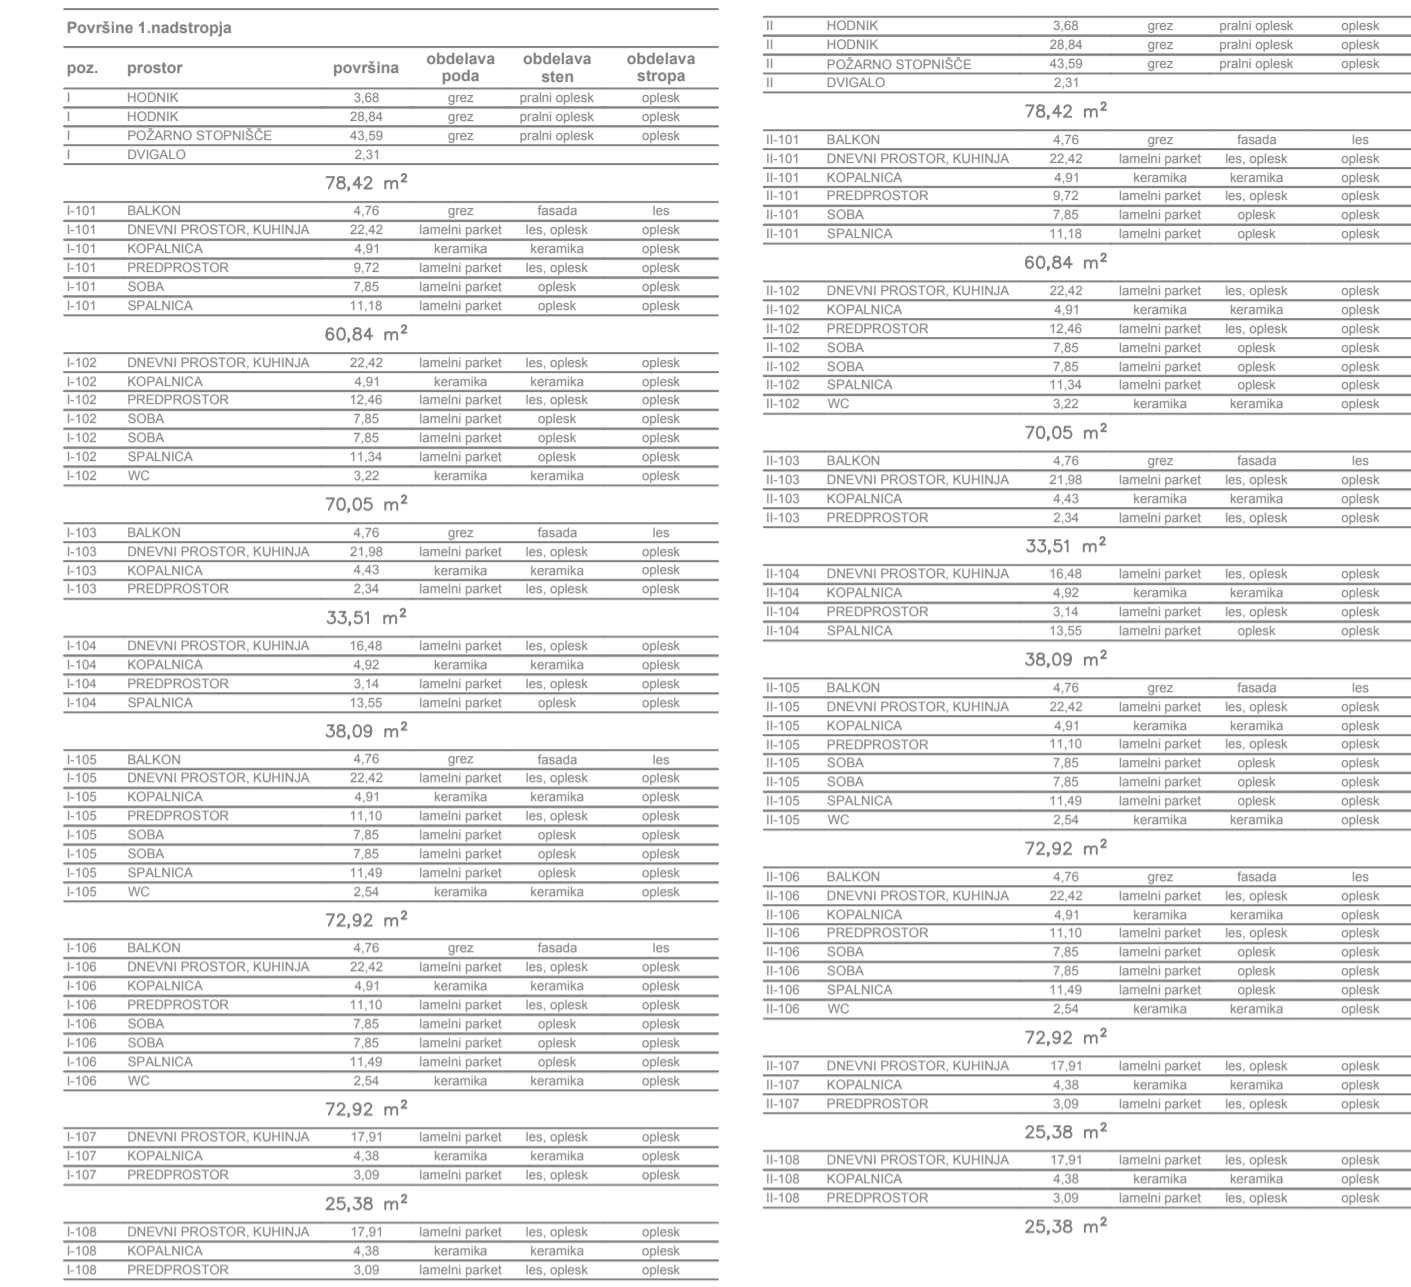 Površine 1.nadstropja
poz. prostor površina obdelava poda obdelava sten obdelava stropa
I HODNIK 3,68 grez pralni oplesk oplesk
I HODNIK 28,84 grez pralni oplesk oplesk
I POŽARNO STOPNIŠČE 43,59 grez pralni oplesk oplesk
I DVIGALO 2,31
78,42 m²
I-101 BALKON 4,76 grez fasada les
I-101 DNEVNI PROSTOR, KUHINJA 22,42 lamelni parket les, oplesk oplesk
I-101 KOPALNICA 4,91 keramika keramika oplesk
I-101 PREDPROSTOR 9,72 lamelni parket les, oplesk oplesk
I-101 SOBA 7,85 lamelni parket oplesk oplesk
I-101 SPALNICA 11,18 lamelni parket oplesk oplesk
60,84 m²
I-102 DNEVNI PROSTOR, KUHINJA 22,42 lamelni parket les, oplesk oplesk
I-102 KOPALNICA 4,91 keramika keramika oplesk
I-102 PREDPROSTOR 12,46 lamelni parket les, oplesk oplesk
I-102 SOBA 7,85 lamelni parket oplesk oplesk
I-102 SOBA 7,85 lamelni parket oplesk oplesk
I-102 SPALNICA 11,34 lamelni parket oplesk oplesk
I-102 WC 3,22 keramika keramika oplesk
70,05 m²
I-103 BALKON 4,76 grez fasada les
I-103 DNEVNI PROSTOR, KUHINJA 21,98 lamelni parket les, oplesk oplesk
I-103 KOPALNICA 4,43 keramika keramika oplesk
I-103 PREDPROSTOR 2,34 lamelni parket les, oplesk oplesk
33,51 m²
I-104 DNEVNI PROSTOR, KUHINJA 16,48 lamelni parket les, oplesk oplesk
I-104 KOPALNICA 4,92 keramika keramika oplesk
I-104 PREDPROSTOR 3,14 lamelni parket les, oplesk oplesk
I-104 SPALNICA 13,55 lamelni parket oplesk oplesk
38,09 m²
I-105 BALKON 4,76 grez fasada les
I-105 DNEVNI PROSTOR, KUHINJA 22,42 lamelni parket les, oplesk oplesk
I-105 KOPALNICA 4,91 keramika keramika oplesk
I-105 PREDPROSTOR 11,10 lamelni parket les, oplesk oplesk
I-105 SOBA 7,85 lamelni parket oplesk oplesk
I-105 SOBA 7,85 lamelni parket oplesk oplesk
I-105 SPALNICA 11,49 lamelni parket oplesk oplesk
I-105 WC 2,54 keramika keramika oplesk
72,92 m²
I-106 BALKON 4,76 grez fasada les
I-106 DNEVNI PROSTOR, KUHINJA 22,42 lamelni parket les, oplesk oplesk
I-106 KOPALNICA 4,91 keramika keramika oplesk
I-106 PREDPROSTOR 11,10 lamelni parket les, oplesk oplesk
I-106 SOBA 7,85 lamelni parket oplesk oplesk
I-106 SOBA 7,85 lamelni parket oplesk oplesk
I-106 SPALNICA 11,49 lamelni parket oplesk oplesk
I-106 WC 2,54 keramika keramika oplesk
72,92 m²
I-107 DNEVNI PROSTOR, KUHINJA 17,91 lamelni parket les, oplesk oplesk
I-107 KOPALNICA 4,38 keramika keramika oplesk
I-107 PREDPROSTOR 3,09 lamelni parket les, oplesk oplesk
25,38 m²
I-108 DNEVNI PROSTOR, KUHINJA 17,91 lamelni parket les, oplesk oplesk
I-108 KOPALNICA 4,38 keramika keramika oplesk
I-108 PREDPROSTOR 3,09 lamelni parket les, oplesk oplesk
II HODNIK 3,68 grez pralni oplesk oplesk
II HODNIK 28,84 grez pralni oplesk oplesk
II POŽARNO STOPNIŠČE 43,59 grez pralni oplesk oplesk
II DVIGALO 2,31
78,42 m²
II-101 BALKON 4,76 grez fasada les
II-101 DNEVNI PROSTOR, KUHINJA 22,42 lamelni parket les, oplesk oplesk
II-101 KOPALNICA 4,91 keramika keramika oplesk
II-101 PREDPROSTOR 9,72 lamelni parket les, oplesk oplesk
II-101 SOBA 7,85 lamelni parket oplesk oplesk
II-101 SPALNICA 11,18 lamelni parket oplesk oplesk
60,84 m²
II-102 DNEVNI PROSTOR, KUHINJA 22,42 lamelni parket les, oplesk oplesk
II-102 KOPALNICA 4,91 keramika keramika oplesk
II-102 PREDPROSTOR 12,46 lamelni parket les, oplesk oplesk
II-102 SOBA 7,85 lamelni parket oplesk oplesk
II-102 SOBA 7,85 lamelni parket oplesk oplesk
II-102 SPALNICA 11,34 lamelni parket oplesk oplesk
II-102 WC 3,22 keramika keramika oplesk
70,05 m²
II-103 BALKON 4,76 grez fasada les
II-103 DNEVNI PROSTOR, KUHINJA 21,98 lamelni parket les, oplesk oplesk
II-103 KOPALNICA 4,43 keramika keramika oplesk
II-103 PREDPROSTOR 2,34 lamelni parket les, oplesk oplesk
33,51 m²
II-104 DNEVNI PROSTOR, KUHINJA 16,48 lamelni parket les, oplesk oplesk
II-104 KOPALNICA 4,92 keramika keramika oplesk
II-104 PREDPROSTOR 3,14 lamelni parket les, oplesk oplesk
II-104 SPALNICA 13,55 lamelni parket oplesk oplesk
38,09 m²
II-105 BALKON 4,76 grez fasada les
II-105 DNEVNI PROSTOR, KUHINJA 22,42 lamelni parket les, oplesk oplesk
II-105 KOPALNICA 4,91 keramika keramika oplesk
II-105 PREDPROSTOR 11,10 lamelni parket les, oplesk oplesk
II-105 SOBA 7,85 lamelni parket oplesk oplesk
II-105 SOBA 7,85 lamelni parket oplesk oplesk
II-105 SPALNICA 11,49 lamelni parket oplesk oplesk
II-105 WC 2,54 keramika keramika oplesk
72,92 m²
II-106 BALKON 4,76 grez fasada les
II-106 DNEVNI PROSTOR, KUHINJA 22,42 lamelni parket les, oplesk oplesk
II-106 KOPALNICA 4,91 keramika keramika oplesk
II-106 PREDPROSTOR 11,10 lamelni parket les, oplesk oplesk
II-106 SOBA 7,85 lamelni parket oplesk oplesk
II-106 SOBA 7,85 lamelni parket oplesk oplesk
II-106 SPALNICA 11,49 lamelni parket oplesk oplesk
II-106 WC 2,54 keramika keramika oplesk
72,92 m²
II-107 DNEVNI PROSTOR, KUHINJA 17,91 lamelni parket les, oplesk oplesk
II-107 KOPALNICA 4,38 keramika keramika oplesk
II-107 PREDPROSTOR 3,09 lamelni parket les, oplesk oplesk
25,38 m²
II-108 DNEVNI PROSTOR, KUHINJA 17,91 lamelni parket les, oplesk oplesk
II-108 KOPALNICA 4,38 keramika keramika oplesk
II-108 PREDPROSTOR 3,09 lamelni parket les, oplesk oplesk
25,38 m²